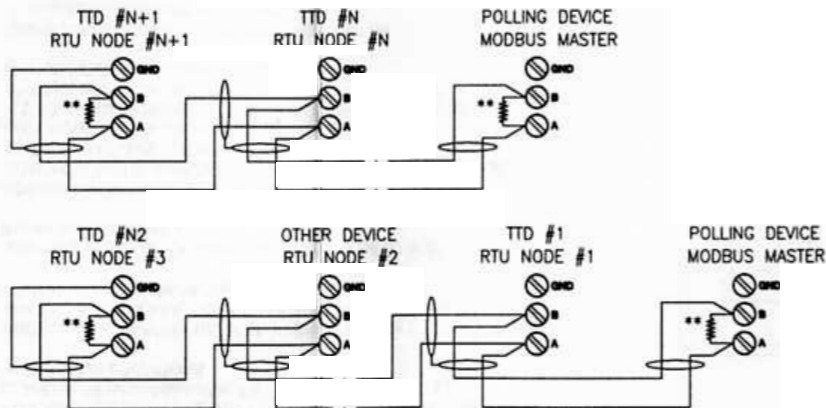 TTD #N+1
RTU NODE #N+1
TTD #N
RTU NODE #N
POLLING DEVICE
MODBUS MASTER
GND
B
A
**
GND
B
A
GND
B
A
**
TTD #N2
RTU NODE #3
OTHER DEVICE
RTU NODE #2
TTD #1
RTU NODE #1
POLLING DEVICE
MODBUS MASTER
GND
B
A
**
GND
B
A
GND
B
A
GND
B
A
**